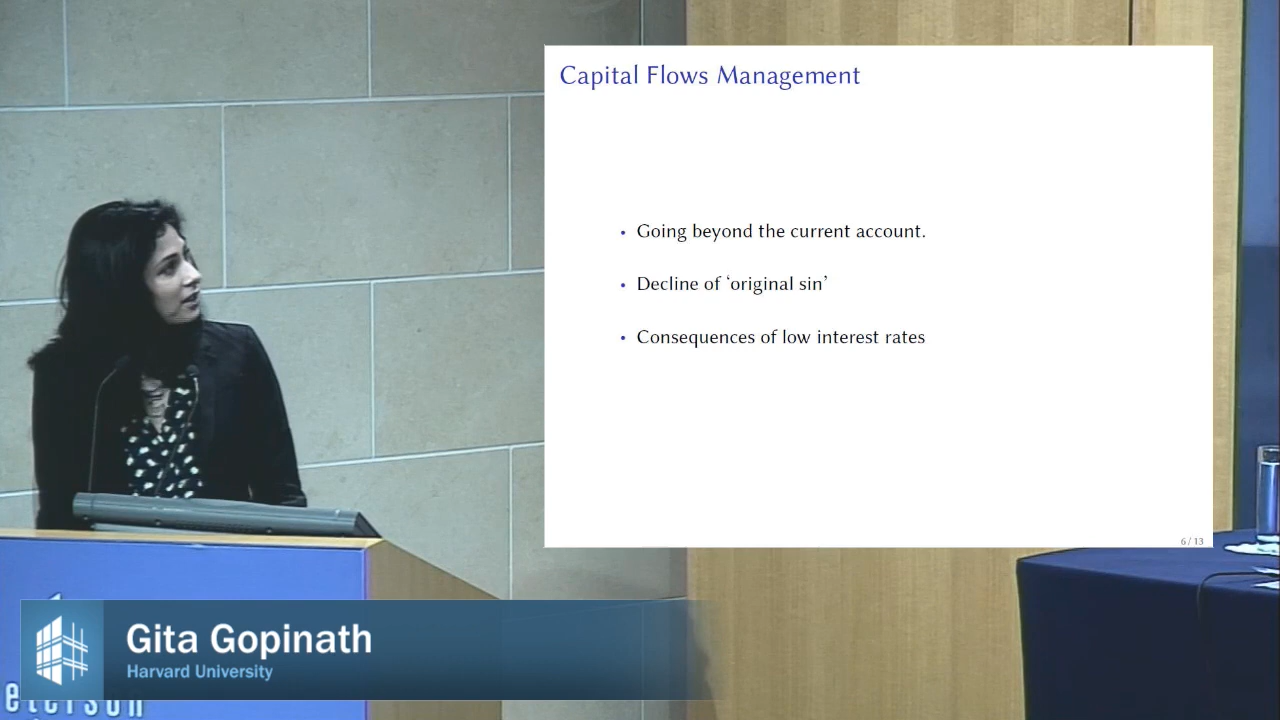 Capital Flows Management
• Going beyond the current account.
• Decline of ‘original sin’
• Consequences of low interest rates
6 / 13
Gita Gopinath
Harvard University
eterson